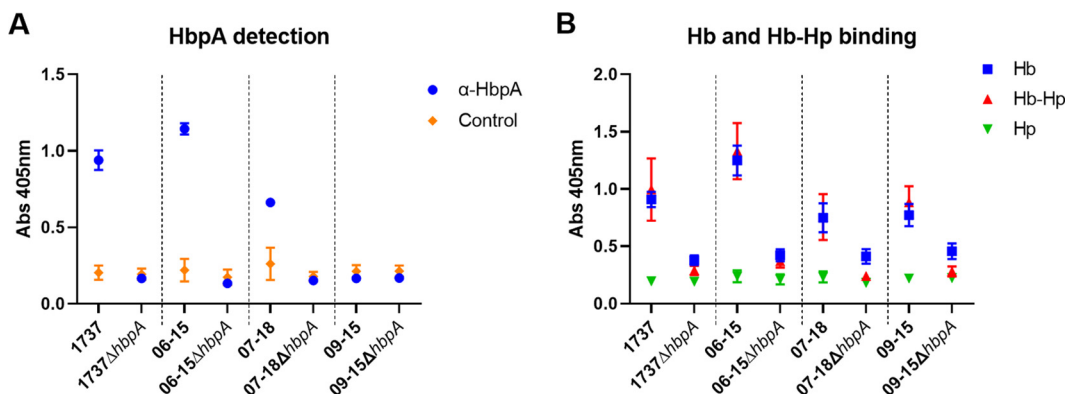 A
HbpA detection
Abs 405nm
1.5
1.0
0.5
0.0
α-HbpA
Control
1737
1737ΔhbpA
06-15
06-15ΔhbpA
07-18
07-18ΔhbpA
09-15
09-15ΔhbpA
B
Hb and Hb-Hp binding
Abs 405nm
2.0
1.5
1.0
0.5
0.0
Hb
Hb-Hp
Hp
1737
1737ΔhbpA
06-15
06-15ΔhbpA
07-18
07-18ΔhbpA
09-15
09-15ΔhbpA